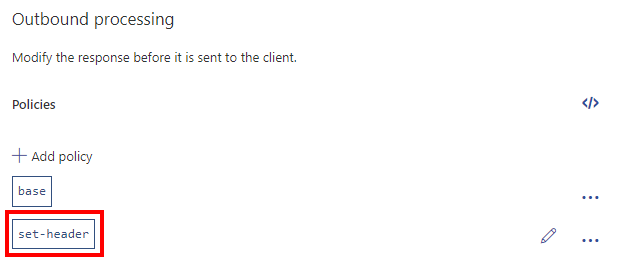 Outbound processing
Modify the response before it is sent to the client.
Policies
</>
+ Add policy
base
...
set-header
...